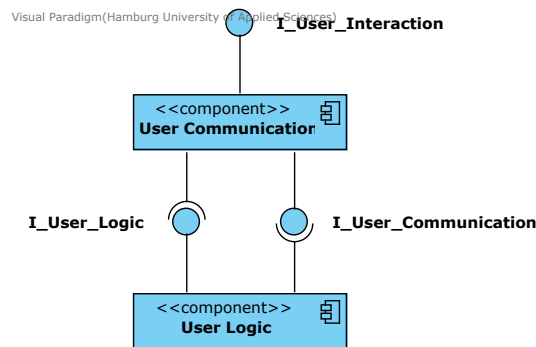 Visual Paradigm(Hamburg University of Applied Sciences)
I_User_Interaction
<<component>>
User Communication
I_User_Logic
I_User_Communication
<<component>>
User Logic